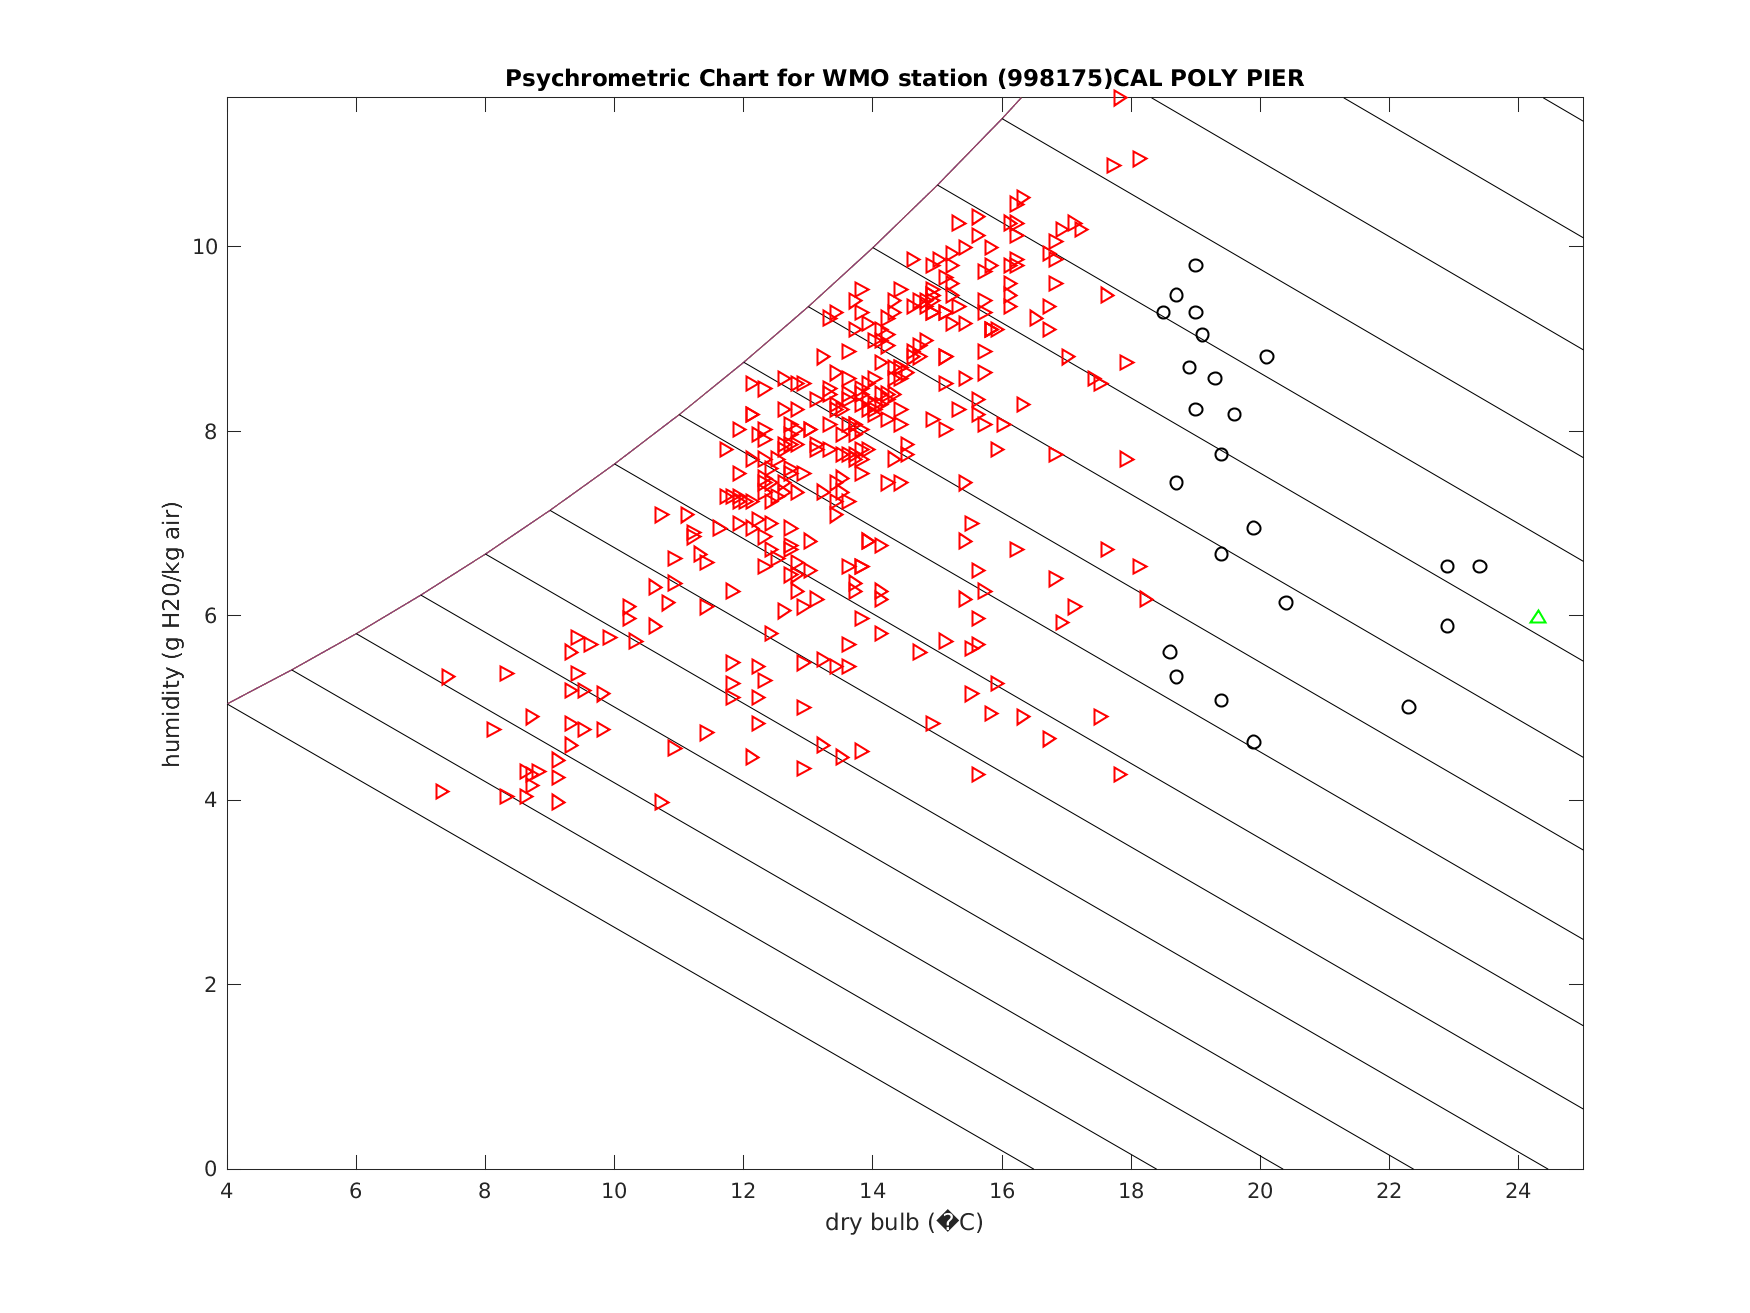 Psychrometric Chart for WMO station (998175)CAL POLY PIER
humidity (g H20/kg air)
10
8
6
4
2
0
4 6 8 10 12 14 16 18 20 22 24
dry bulb (�C)